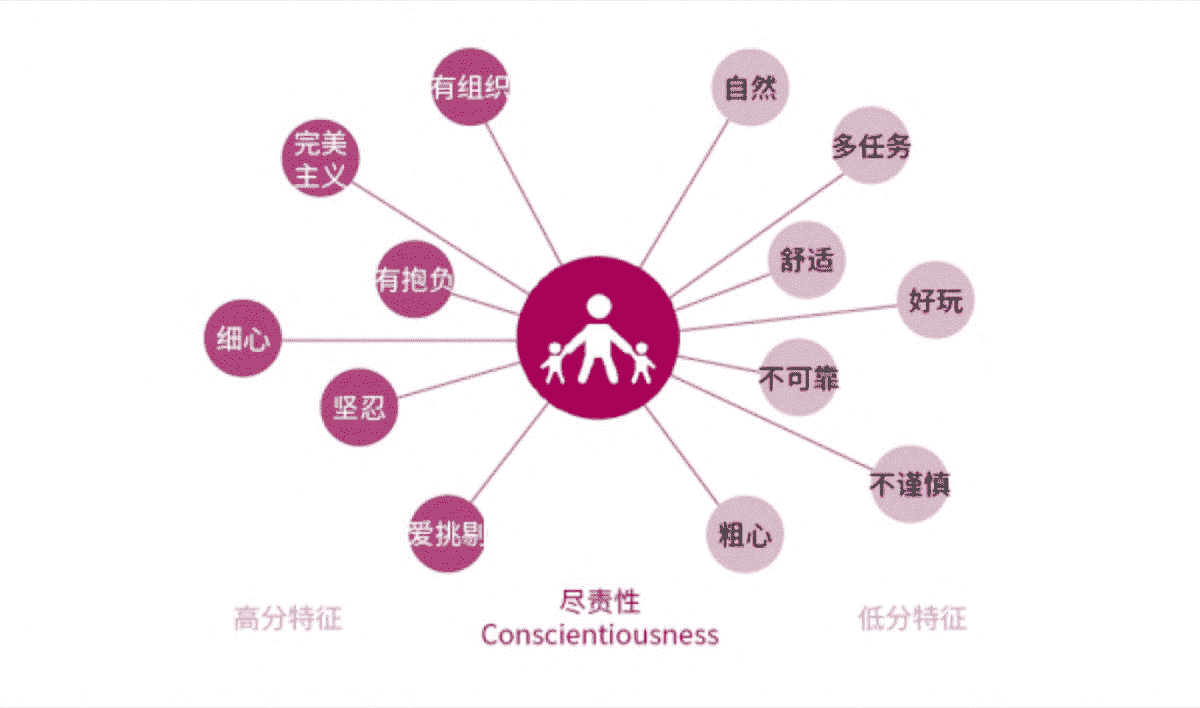 有组织
自然
完美
主义
多任务
有抱负
舒适
好玩
细心
不可靠
坚忍
不谨慎
爱挑剔
粗心
尽责性
高分特征
低分特征
Conscientiousness